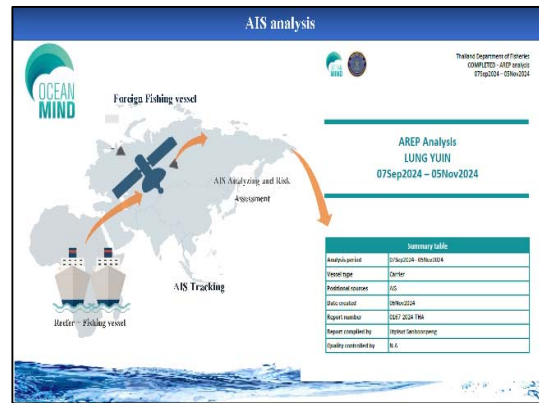 AIS analysis
OCEAN
MIND
Foreign Fishing vessel
AIS Analyzing and Risk
Assessment
AIS Tracking
Reefer – Fishing vessel
Thailand Department of Fisheries
COMPLETED - AREP analysis
07Sep2024 – 05Nov2024
AREP Analysis
LUNG YUIN
07Sep2024 – 05Nov2024
Summary table
Analysis period 07Sep2024 - 05Nov2024
Vessel type Carrier
Positional sources AIS
Date created 06Nov2024
Report number 0167 2024 THA
Report compiled by
Quality controlled by N.A